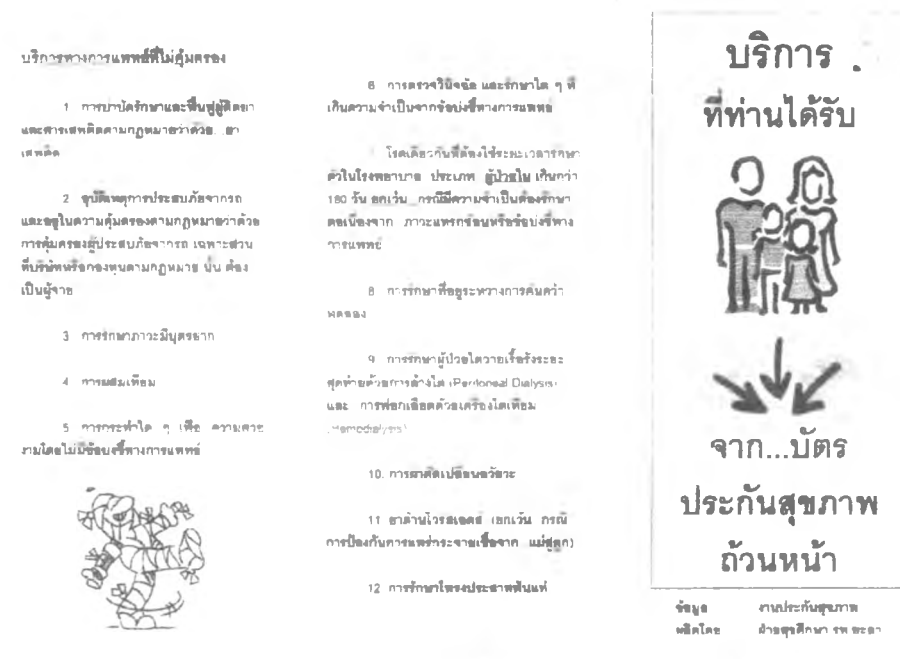 บริการทางการแพทย์ที่ไม่คุ้มครอง
1 การบำบัดรักษาและฟื้นฟูผู้ติดยา
และสารเสพติดตามกฎหมายว่าด้วย ยา
เสพติด
2 อุบัติเหตุการประสบภัยจากรถ
และอยู่ในความคุ้มครองตามกฎหมายว่าด้วย
การคุ้มครองผู้ประสบภัยจากรถ เฉพาะส่วน
ที่บริษัทหรือกองทุนตามกฎหมาย นั้น ต้อง
เป็นผู้จ่าย
3 การรักษาภาวะมีบุตรยาก
4 การผสมเทียม
5 การกระทำใด ๆ เพื่อ ความสวย
งามโดยไม่มีข้อบ่งชี้ทางการแพทย์
6 การตรวจวินิจฉัย และรักษาใด ๆ ที่
เกินความจำเป็นจากข้อบ่งชี้ทางการแพทย์
โรคเดียวกันที่ต้องใช้ระยะเวลารักษา
ตัวในโรงพยาบาล ประเภท ผู้ป่วยใน เกินกว่า
180 วัน ยกเว้น กรณีมีความจำเป็นต้องรักษา
ต่อเนื่องจาก ภาวะแทรกซ้อนหรือข้อบ่งชี้ทาง
การแพทย์
8 การรักษาที่อยู่ระหว่างการค้นคว้า
ทดลอง
9 การรักษาผู้ป่วยไตวายเรื้อรังระยะ
สุดท้ายด้วยการล้างไต (Peritoneal Dialysis)
และ การฟอกเลือดด้วยเครื่องไตเทียม
(Hemodialysis)
10. การผ่าตัดเปลี่ยนอวัยวะ
11 ยาต้านไวรัสเอดส์ (ยกเว้น กรณี
การป้องกันการแพร่กระจายเชื้อจาก แม่สู่ลูก)
12 การรักษาโรคประสาทฟันแท้
บริการ
ที่ท่านได้รับ
จาก...บัตร
ประกันสุขภาพ
ถ้วนหน้า
ข้อมูล งานประกันสุขภาพ
ผลิตโดย ฝ่ายสุขศึกษา รพ.ยะลา